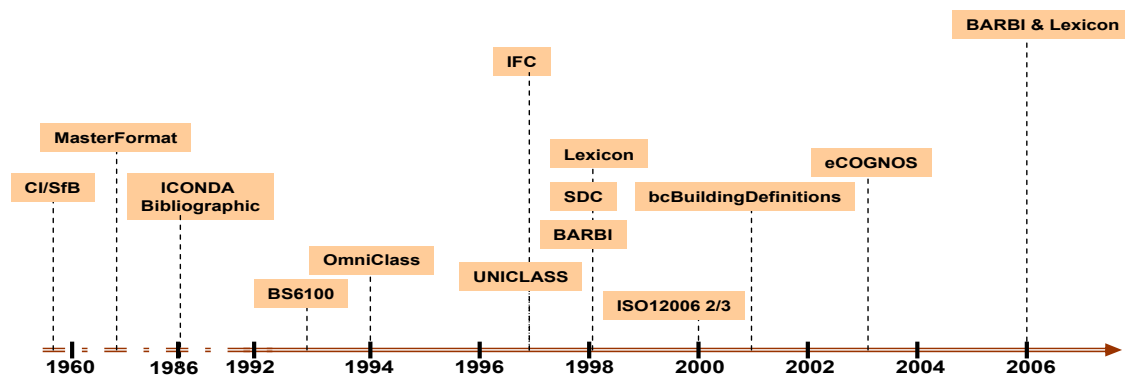 BARBI & Lexicon
IFC
MasterFormat
Lexicon
eCOGNOS
CI/SfB
ICONDA
Bibliographic
SDC
bcBuildingDefinitions
BARBI
OmniClass
UNICLASS
BS6100
ISO12006 2/3
1960
1986
1992
1994
1996
1998
2000
2002
2004
2006